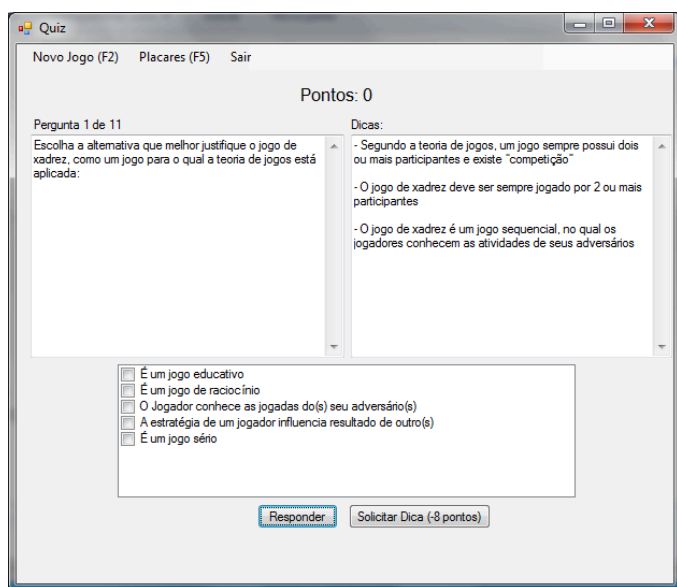 Quiz
Novo Jogo (F2) Placares (F5) Sair
Pontos: 0
Pergunta 1 de 11
Escolha a alternativa que melhor justifique o jogo de
xadrez, como um jogo para o qual a teoria de jogos está
aplicada:
Dicas:
- Segundo a teoria de jogos, um jogo sempre possui dois
ou mais participantes e existe "competição"
- O jogo de xadrez deve ser sempre jogado por 2 ou mais
participantes
- O jogo de xadrez é um jogo sequencial, no qual os
jogadores conhecem as atividades de seus adversários
É um jogo educativo
É um jogo de raciocínio
O Jogador conhece as jogadas do(s) seu adversário(s)
A estratégia de um jogador influencia resultado de outro(s)
É um jogo sério
Responder Solicitar Dica (-8 pontos)